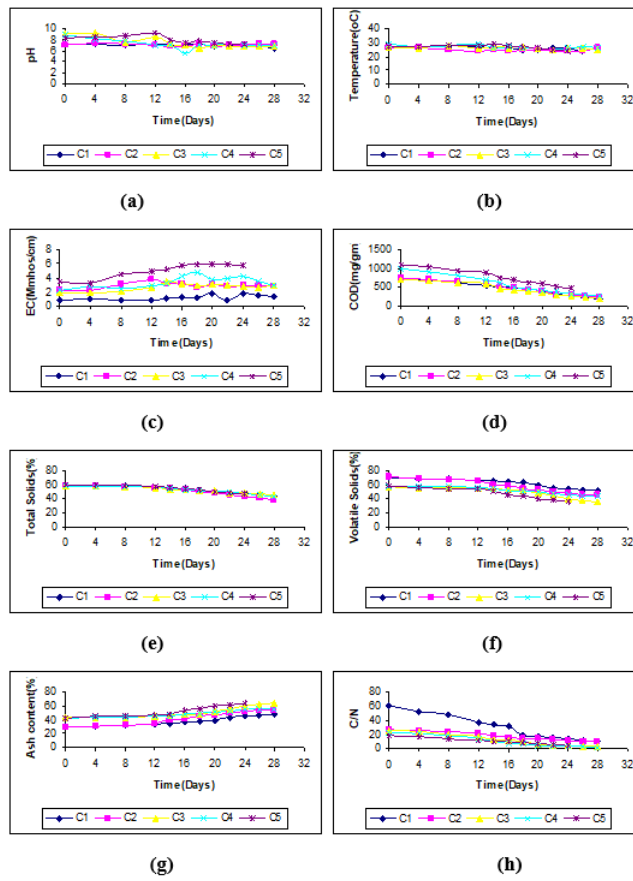 10
8
6
4
2
0
pH
0 4 8 12 16 20 24 28
Time(Days)
C1 C2 C3 C4 C5
(a)
40
30
20
10
0
Temperature(oC)
0 4 8 12 16 20 24 28
Time(Days)
C1 C2 C3 C4 C5
(b)
8
6
4
2
0
EC(Mmhos/cm)
0 4 8 12 16 20 24 28
Time(Days)
C1 C2 C3 C4 C5
(c)
1500
1000
500
0
COD(mg/gm
0 4 8 12 16 20 24 28
Time(Days)
C1 C2 C3 C4 C5
(d)
80
60
40
20
0
Total Solids(%
0 4 8 12 16 20 24 28
Time(Days)
C1 C2 C3 C4 C5
(e)
80
60
40
20
0
Volatile Solids(%)
0 4 8 12 16 20 24 28
Time(Days)
C1 C2 C3 C4 C5
(f)
80
60
40
20
0
Ash content(%
0 4 8 12 16 20 24 28
Time(Days)
C1 C2 C3 C4 C5
(g)
80
60
40
20
0
C/N
0 4 8 12 16 20 24 28
Time(Days)
C1 C2 C3 C4 C5
(h)